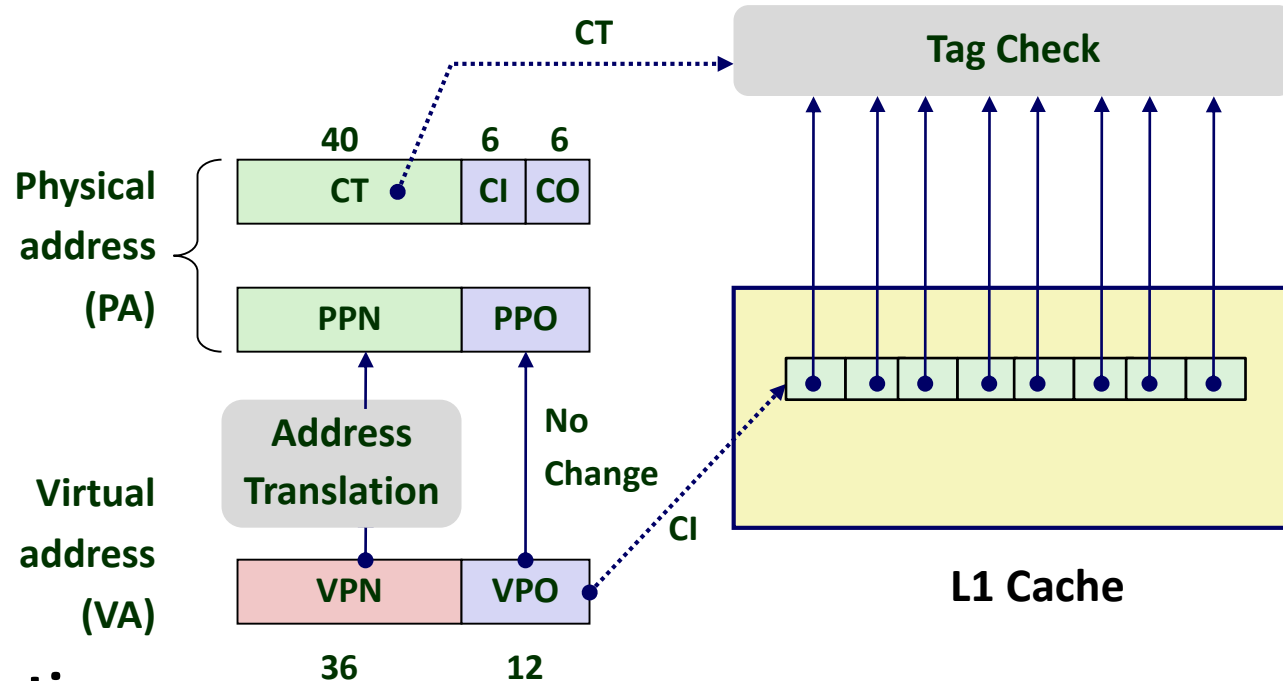 CT
Tag Check
40 6 6
CT CI CO
Physical
address
(PA)
PPN PPO
Address
Translation
No
Change
Virtual
address
(VA)
CI
VPN VPO
L1 Cache
36 12